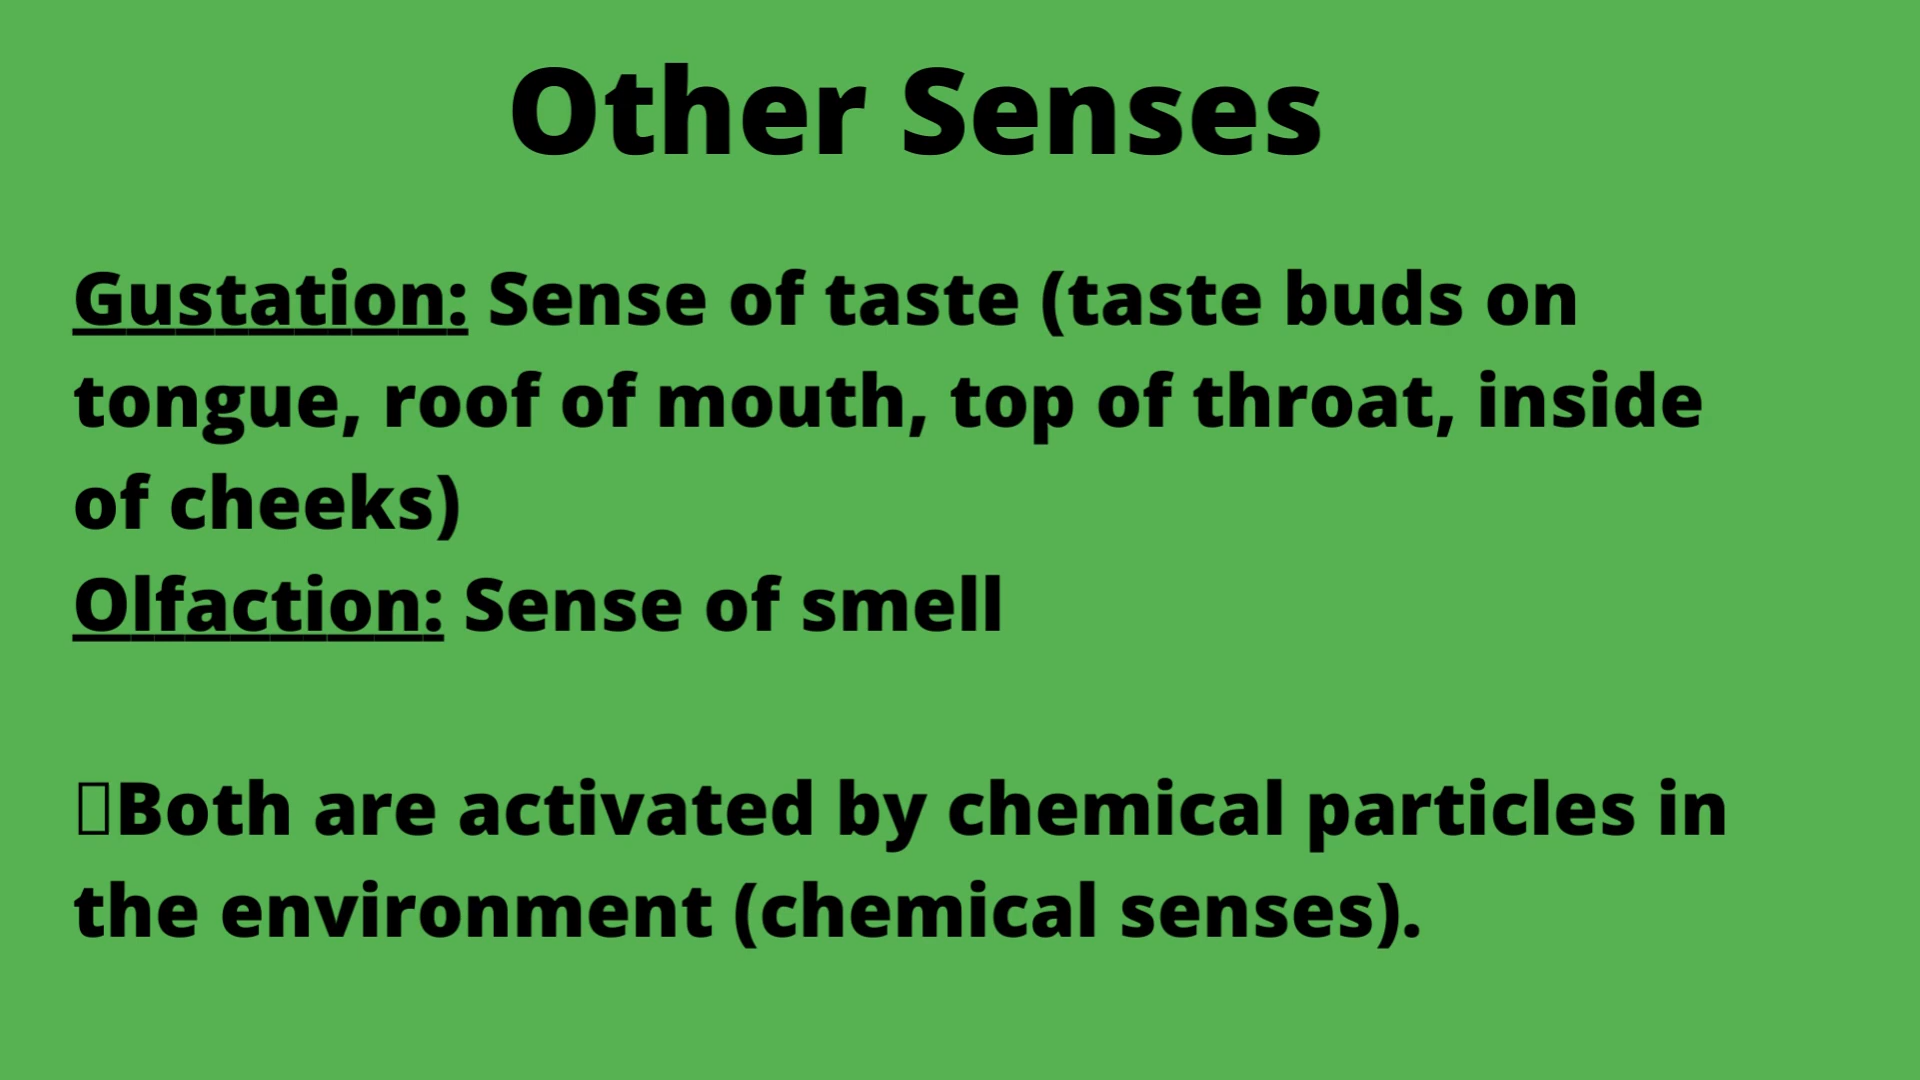 Other Senses
Gustation: Sense of taste (taste buds on
tongue, roof of mouth, top of throat, inside
of cheeks)
Olfaction: Sense of smell
Both are activated by chemical particles in
the environment (chemical senses).